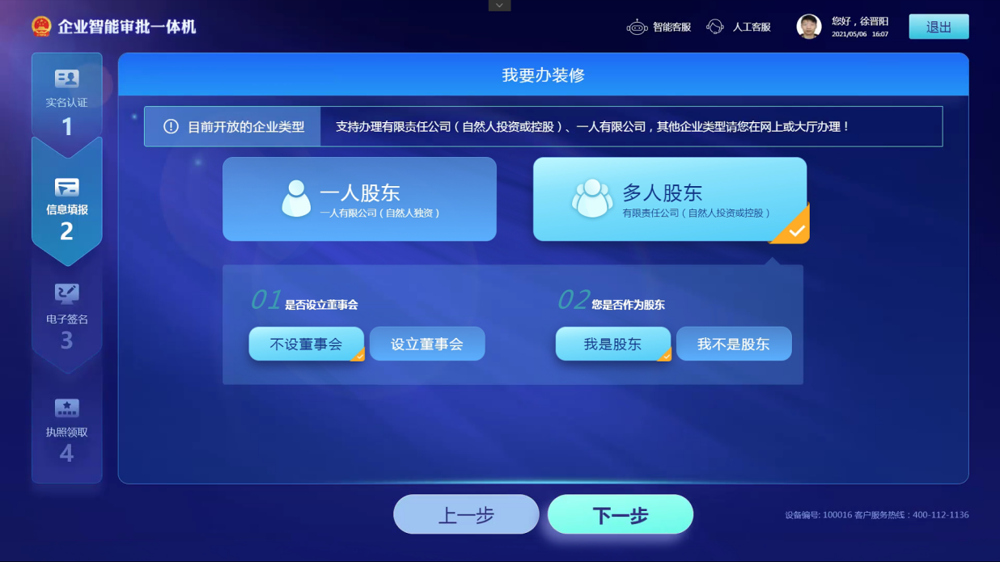 企业智能审批一体机
智能客服
人工客服
您好，徐晋阳
2021/05/06 16:07
退出
实名认证
1
信息填报
2
电子签名
3
执照领取
4
我要办装修
目前开放的企业类型
支持办理有限责任公司（自然人投资或控股）、一人有限公司，其他企业类型请您在网上或大厅办理！
一人股东
一人有限公司（自然人独资）
多人股东
有限责任公司（自然人投资或控股）
01 是否设立董事会
不设董事会
设立董事会
02 您是否作为股东
我是股东
我不是股东
上一步
下一步
设备编号: 100016 客户服务热线：400-112-1136